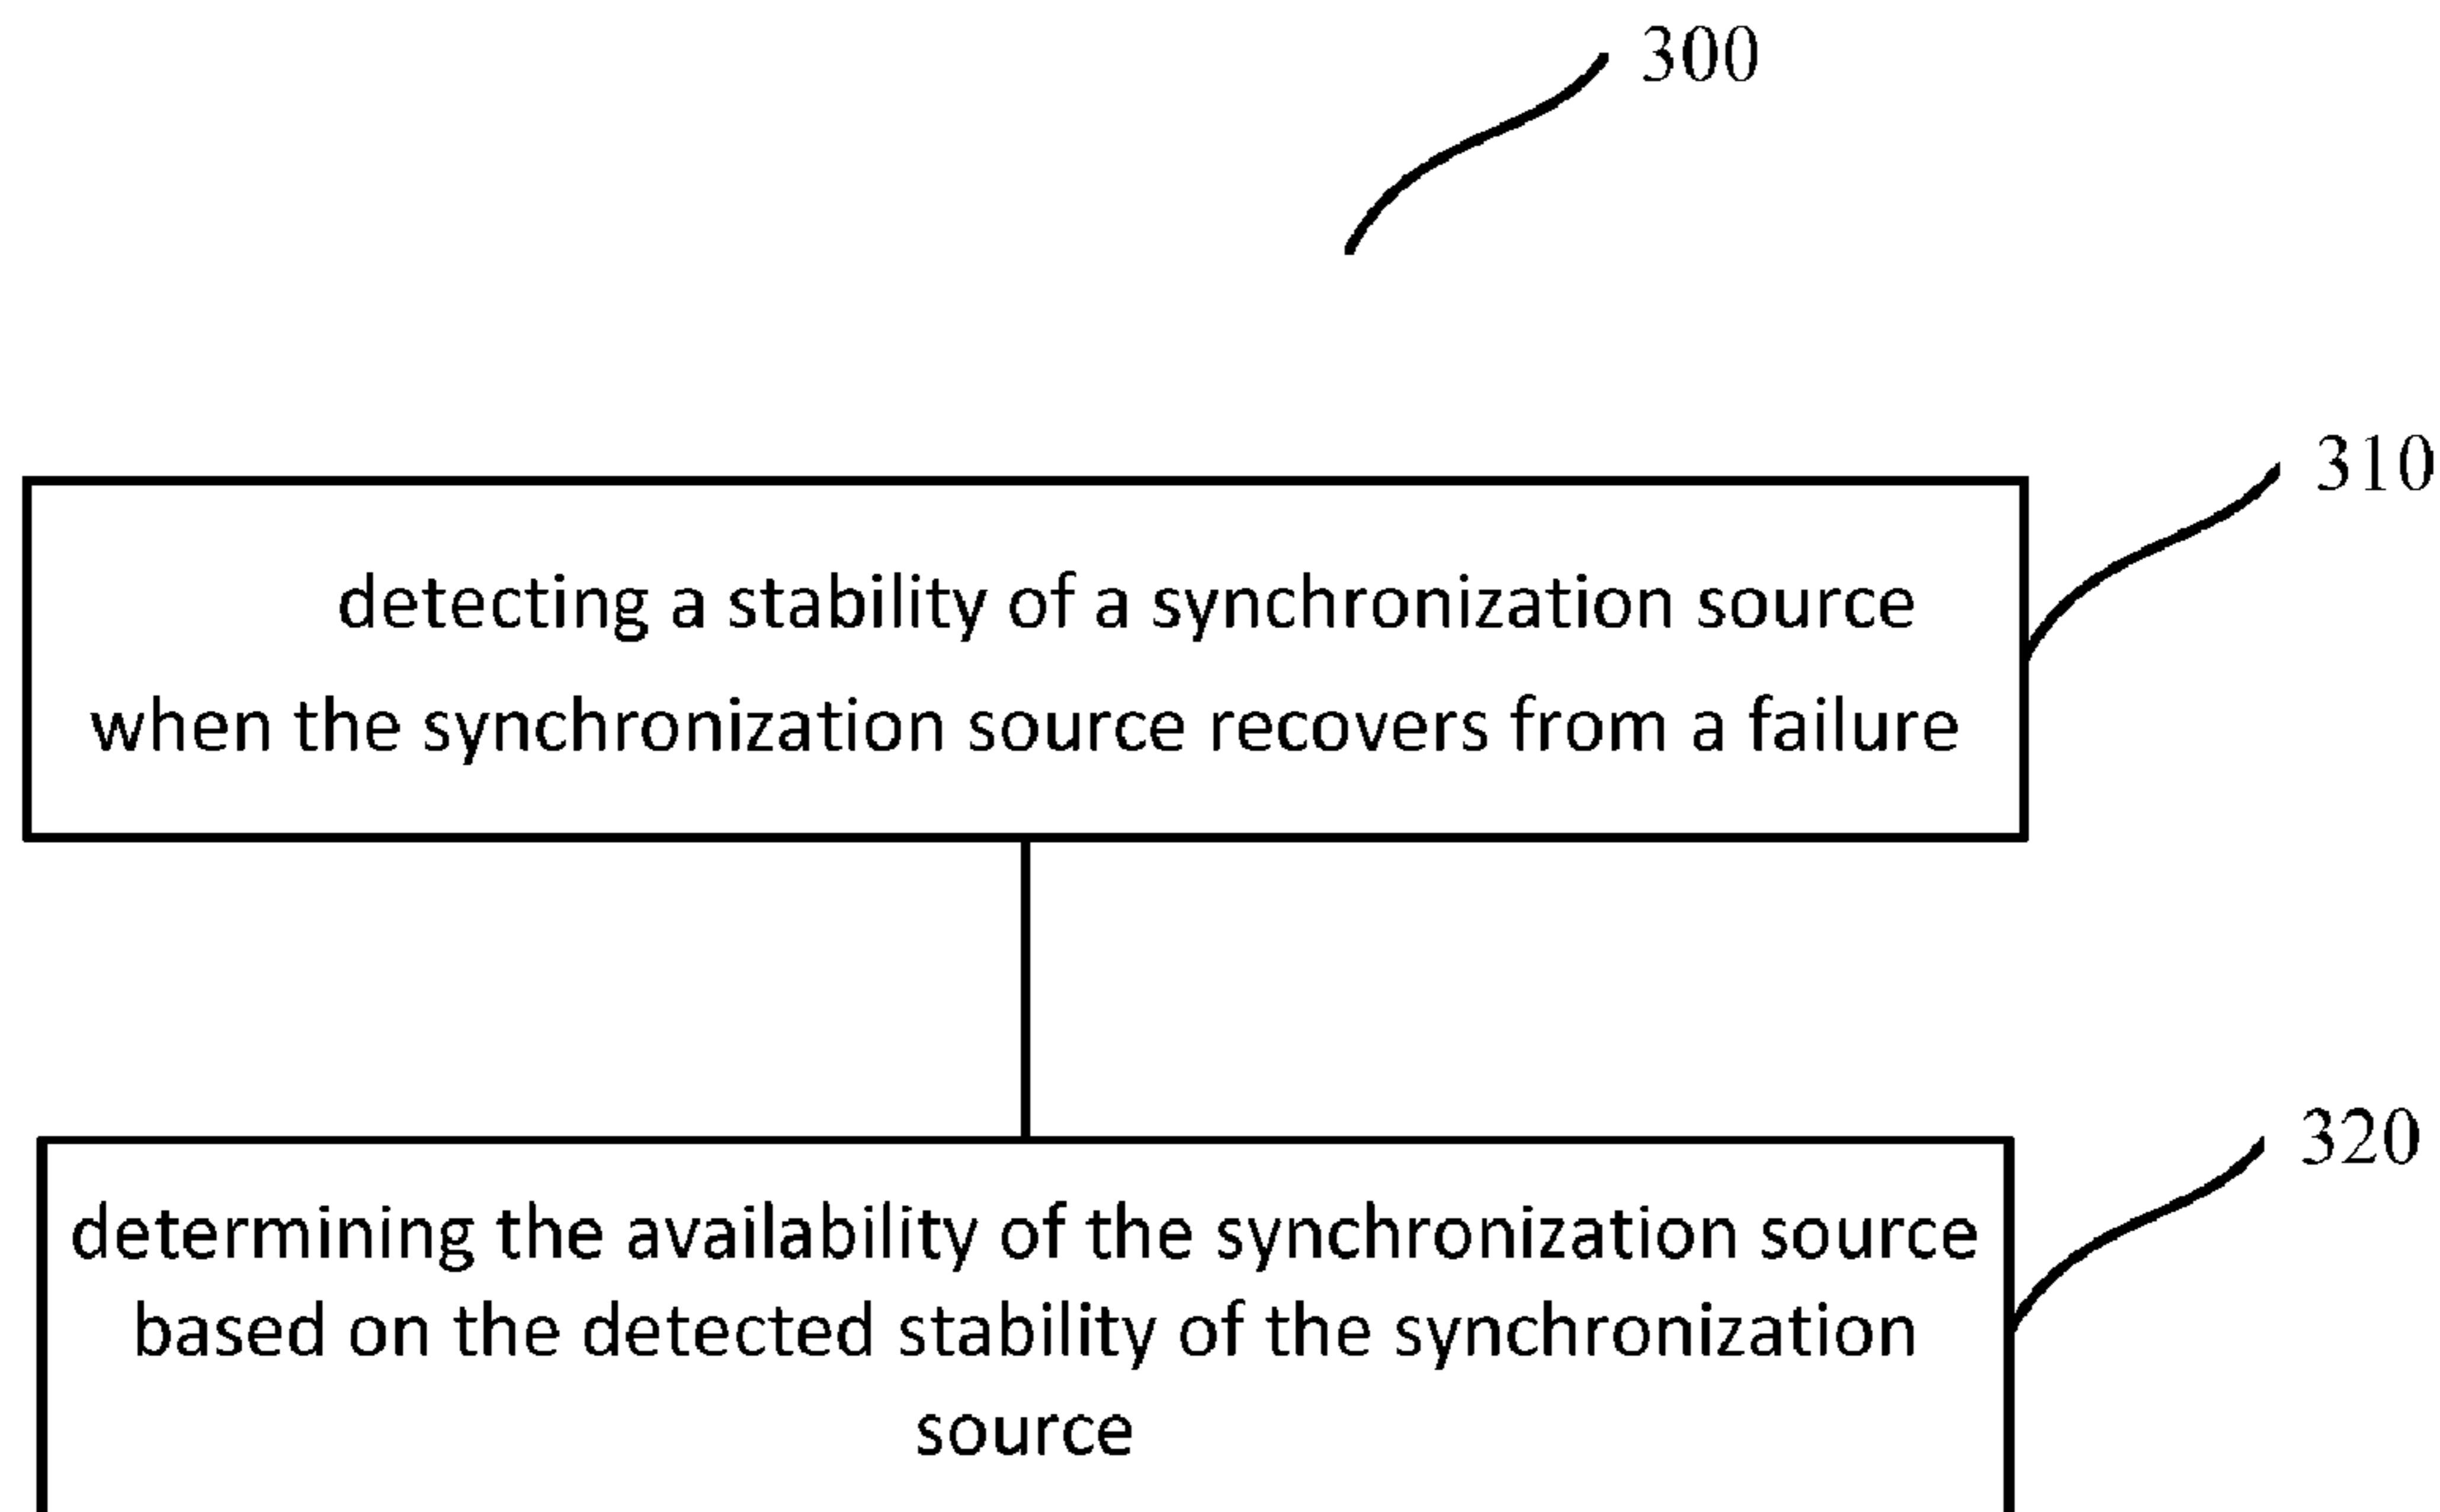 300
310
detecting a stability of a synchronization source
when the synchronization source recovers from a failure
320
determining the availability of the synchronization source
based on the detected stability of the synchronization
source